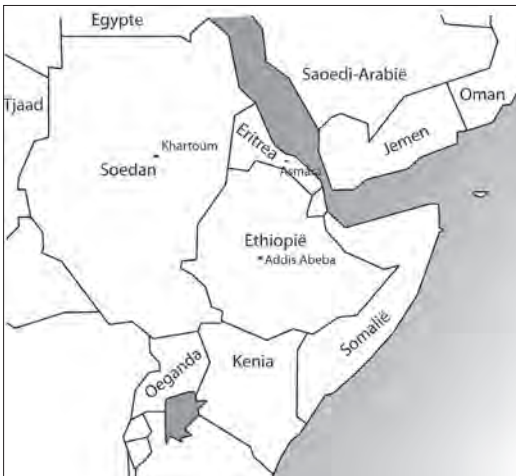 Egypte
Saoedi-Arabië
Oman
Tjaad
Khartoum
Eritrea
Jemen
Soedan
Asmara
Ethiopië
Addis Abeba
Somalië
Kenia
Oeganda